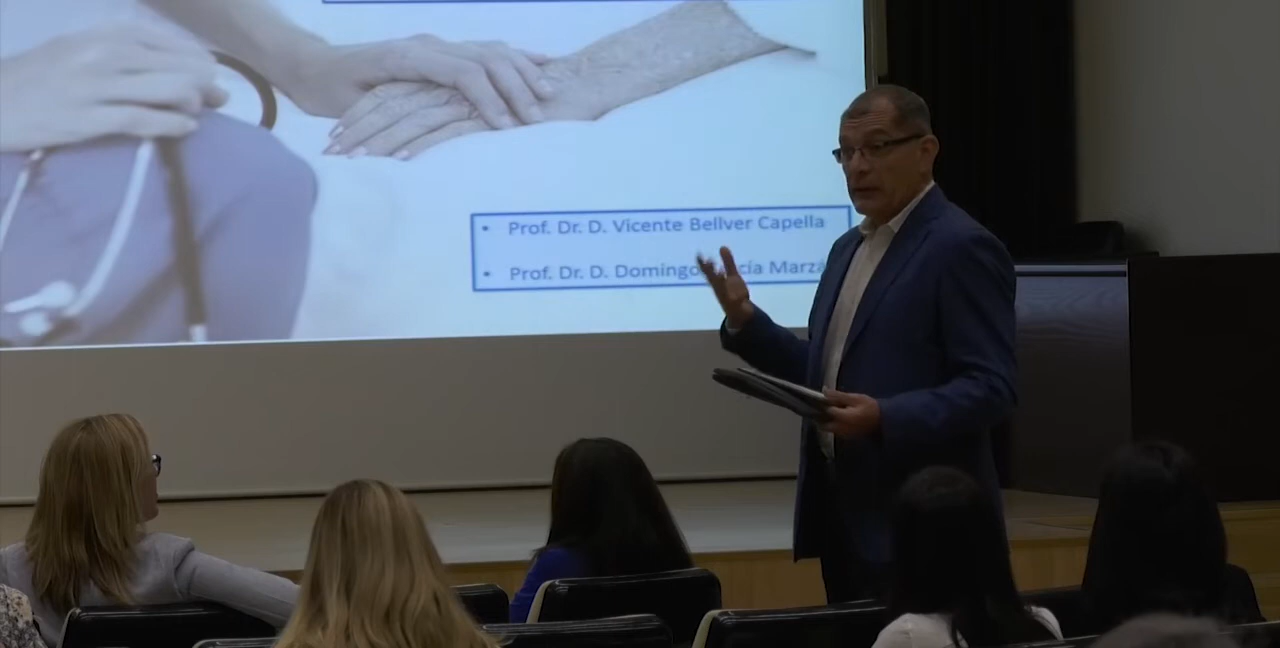 • Prof. Dr. D. Vicente Bellver Capella
• Prof. Dr. D. Domingo